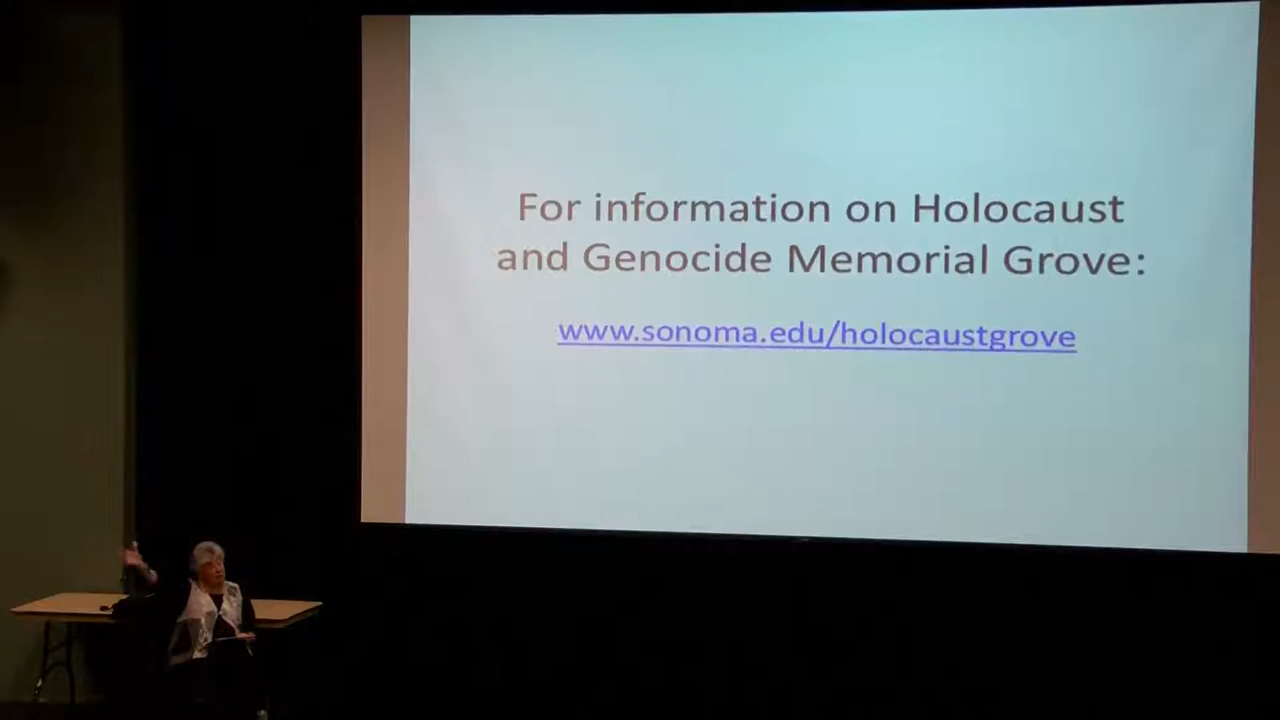 For information on Holocaust
and Genocide Memorial Grove:
www.sonoma.edu/holocaustgrove